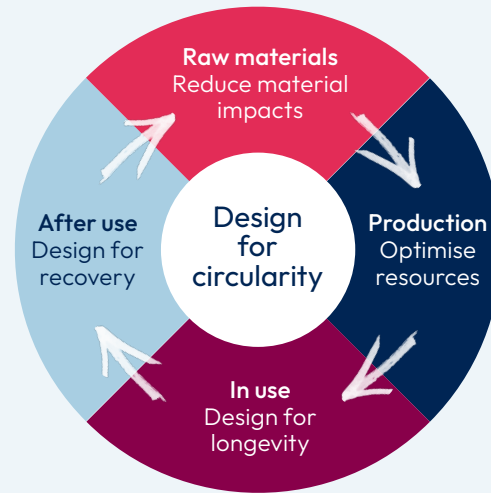 Raw materials
Reduce material
impacts
Production
Optimise
resources
In use
Design for
longevity
After use
Design for
recovery
Design
for
circularity